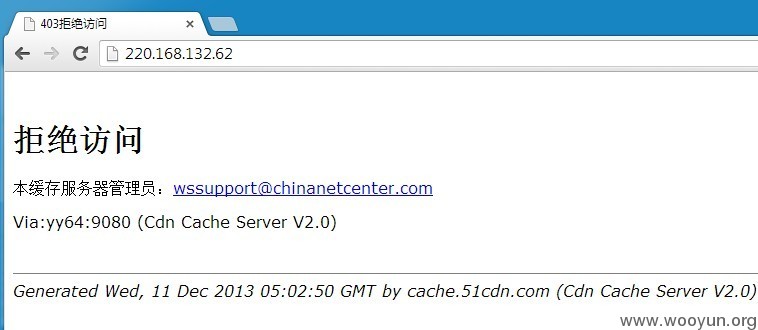 403拒绝访问
220.168.132.62
拒绝访问
本缓存服务器管理员：wssupport@chinanetcenter.com
Via:yy64:9080 (Cdn Cache Server V2.0)
Generated Wed, 11 Dec 2013 05:02:50 GMT by cache.51cdn.com (Cdn Cache Server V2.0)
www.wooyun.org